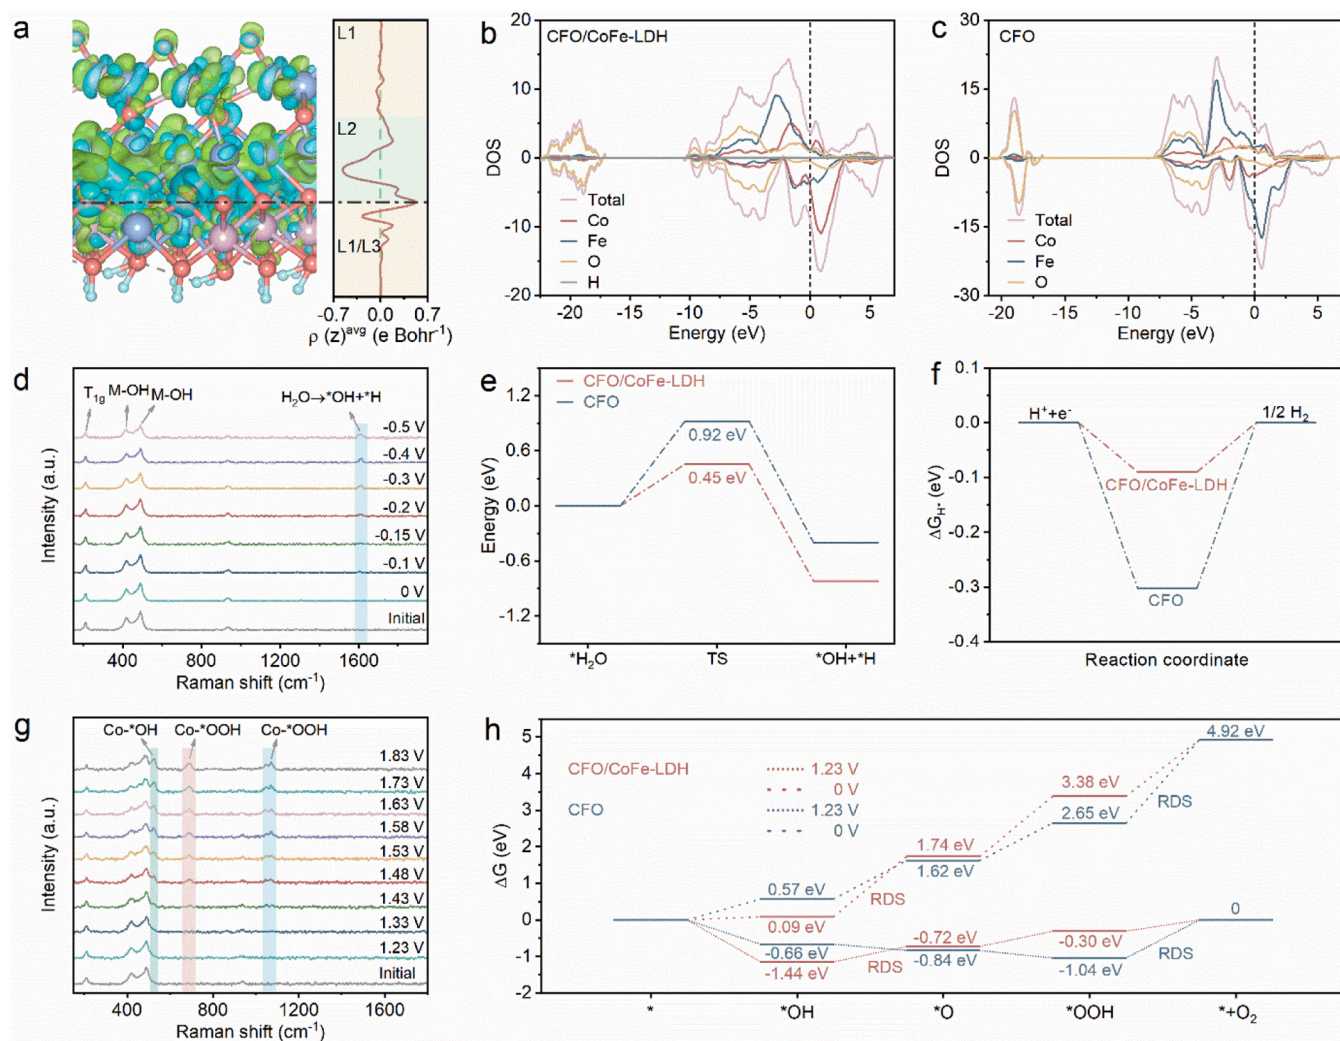 a
L1
L2
L1/L3
-0.7 0.0 0.7
ρ (z)ᵃᵛᵍ (e Bohr⁻¹)
b
CFO/CoFe-LDH
20
10
0
-10
-20
DOS
Total
Co
Fe
O
H
-20 -15 -10 -5 0 5
Energy (eV)
c
CFO
30
15
0
-15
-30
DOS
Total
Co
Fe
O
-20 -15 -10 -5 0 5
Energy (eV)
d
T₁g M-OH M-OH H₂O→*OH+*H
-0.5 V
-0.4 V
-0.3 V
-0.2 V
-0.15 V
-0.1 V
0 V
Initial
Intensity (a.u.)
400 800 1200 1600
Raman shift (cm⁻¹)
e
CFO/CoFe-LDH
CFO
1.2
0.6
0.0
-0.6
-1.2
Energy (eV)
0.92 eV
0.45 eV
*H₂O TS *OH+*H
f
0.1
0.0
-0.1
-0.2
-0.3
-0.4
ΔG_H* (eV)
H⁺+e⁻ 1/2 H₂
CFO/CoFe-LDH
CFO
Reaction coordinate
g
Co-*OH Co-*OOH Co-*OOH
1.83 V
1.73 V
1.63 V
1.58 V
1.53 V
1.48 V
1.43 V
1.33 V
1.23 V
Initial
Intensity (a.u.)
400 800 1200 1600
Raman shift (cm⁻¹)
h
5
4
3
2
1
0
-1
-2
ΔG (eV)
CFO/CoFe-LDH 1.23 V
0 V
CFO 1.23 V
0 V
4.92 eV
3.38 eV
RDS
2.65 eV
1.74 eV
1.62 eV
0.57 eV
RDS
0.09 eV
0
-0.66 eV
-0.72 eV
-0.30 eV
-0.84 eV
RDS
-1.44 eV
RDS
-1.04 eV
* *OH *O *OOH *+O₂